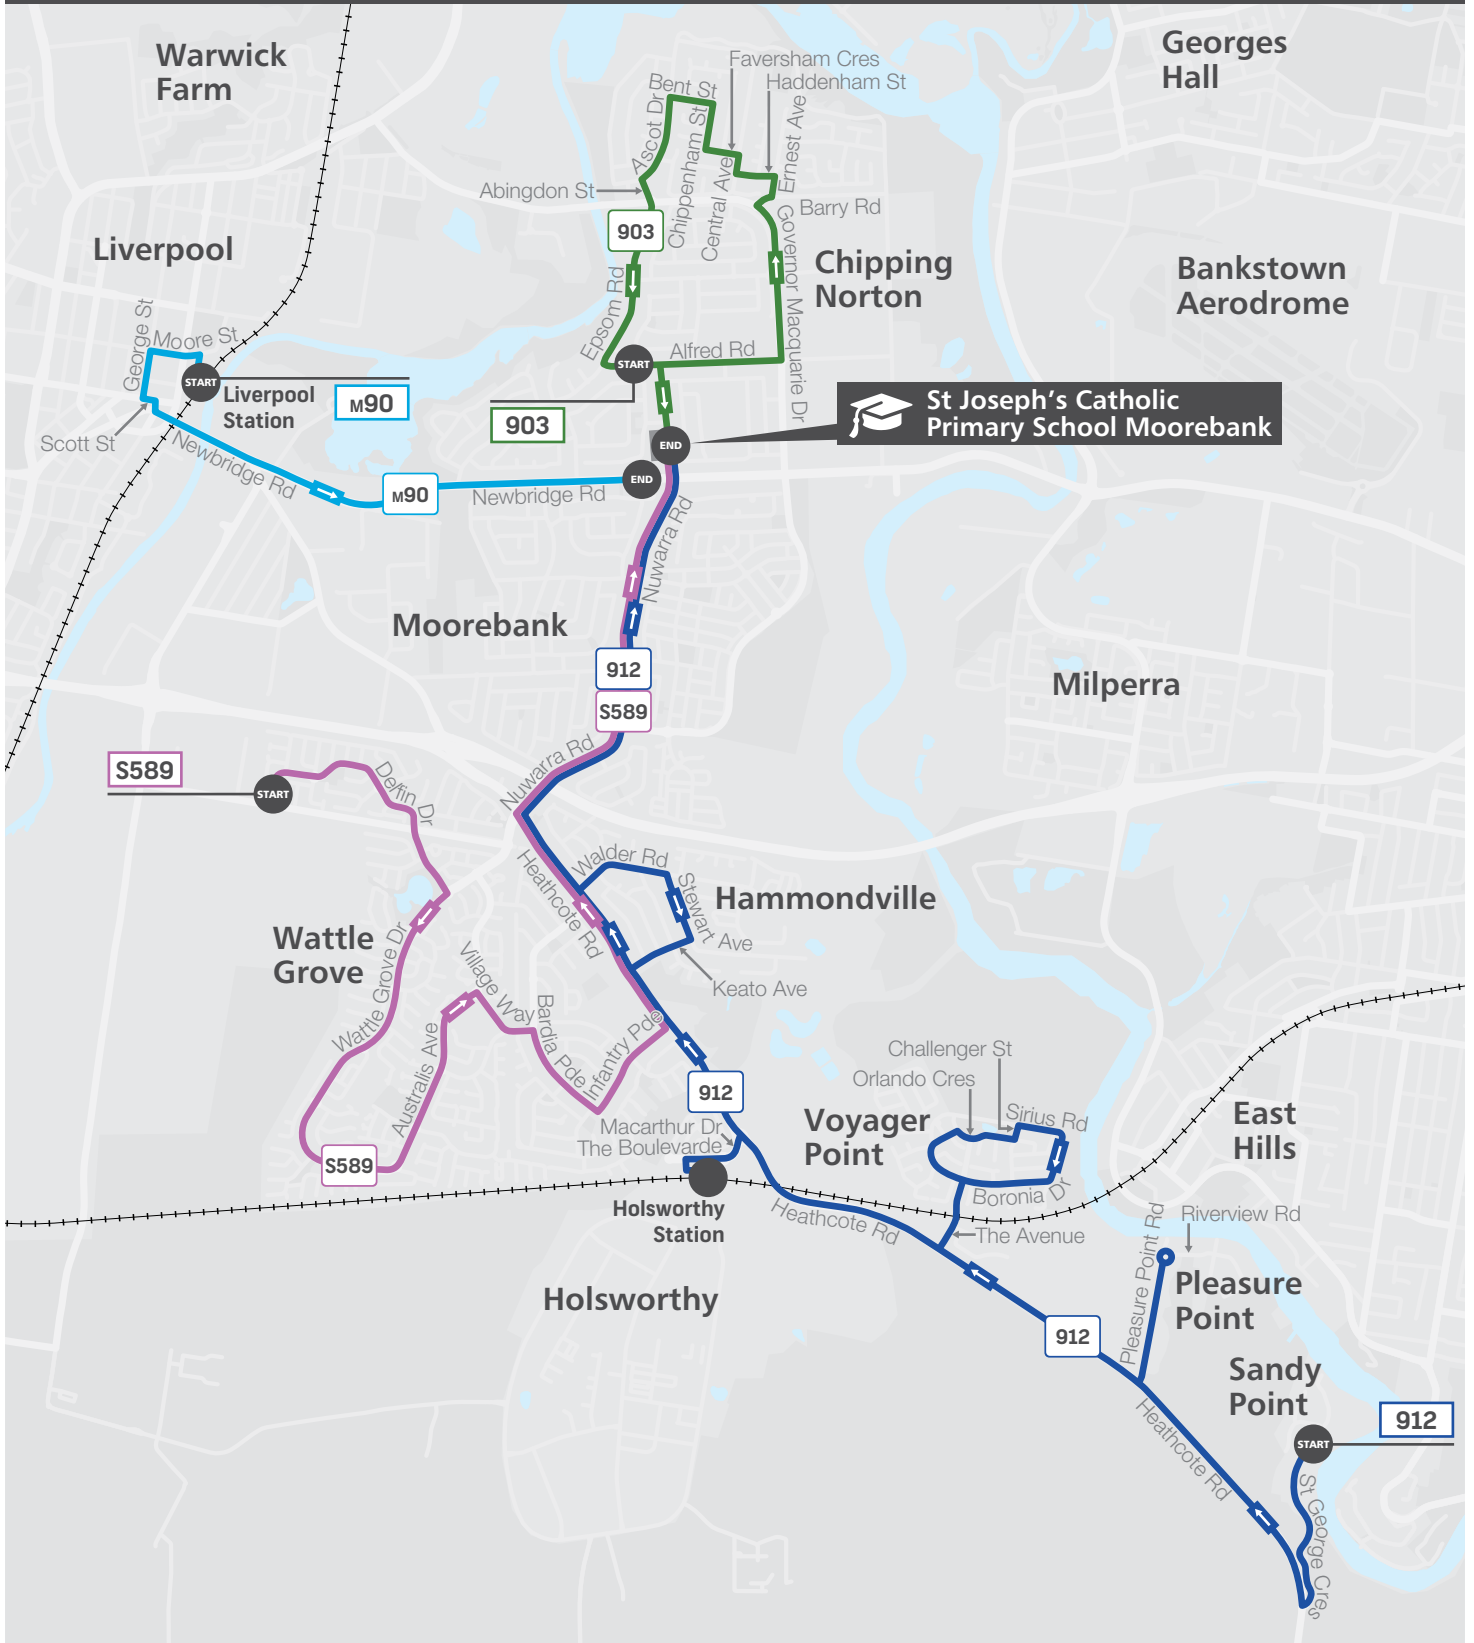 Warwick
Farm
Georges
Hall
Faversham Cres
Bent St
Haddenham St
Ascot Dr
Chippenham St
Central Ave
Ernest Ave
Abingdon St
Barry Rd
903
Liverpool
Chipping
Norton
Bankstown
Aerodrome
Epsom Rd
Governor Macquarie Dr
George St
Moore St
START
Alfred Rd
START
Liverpool
Station
M90
903
St Joseph's Catholic
Primary School Moorebank
Scott St
END
Newbridge Rd
END
M90
Newbridge Rd
Nuwarra Rd
Moorebank
912
S589
Milperra
Nuwarra Rd
S589
START
Delfin Dr
Heathcote Rd
Walder Rd
Stewart Ave
Hammondville
Wattle
Grove
Wattle Grove Dr
Village Way
Keato Ave
Bardia Pde
Infantry Pde
Australis Ave
Challenger St
Orlando Cres
912
Sirius Rd
Voyager
Point
East
Hills
Macarthur Dr
The Boulevarde
S589
Boronia Dr
Holsworthy
Station
Heathcote Rd
The Avenue
Pleasure Point Rd
Riverview Rd
Pleasure
Point
Holsworthy
912
Sandy
Point
912
START
Heathcote Rd
St George Cres